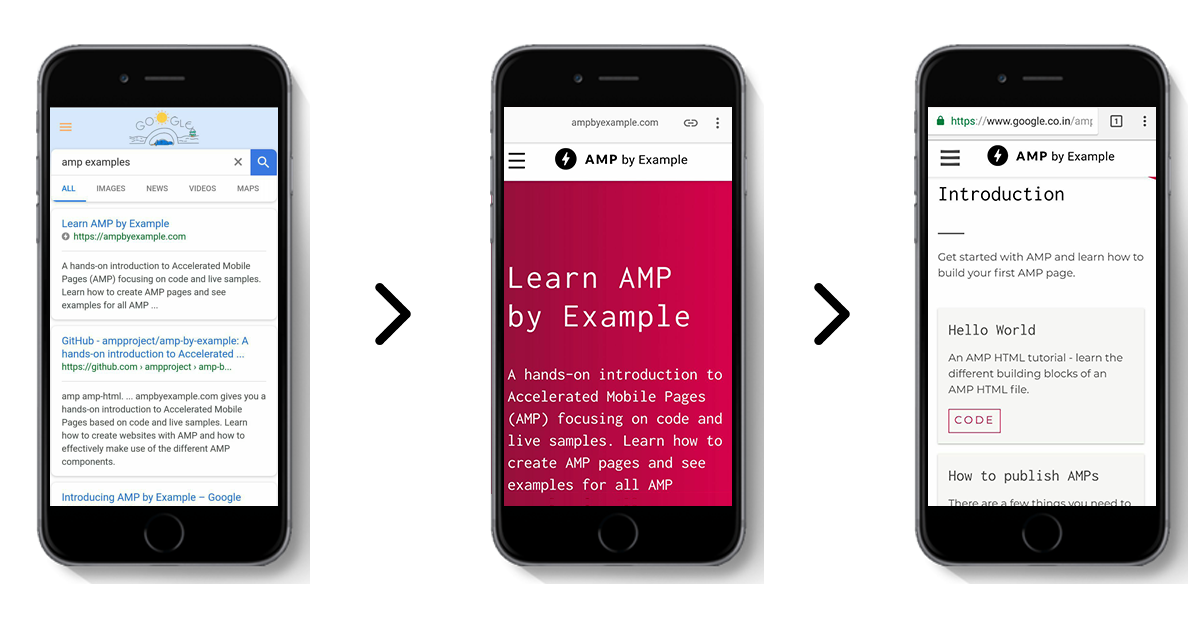 GOOGLE
amp examples
ALL IMAGES NEWS VIDEOS MAPS
Learn AMP by Example
https://ampbyexample.com
A hands-on introduction to Accelerated Mobile
Pages (AMP) focusing on code and live samples.
Learn how to create AMP pages and see
examples for all AMP ...
GitHub - ampproject/amp-by-example: A
hands-on introduction to Accelerated ...
https://github.com › ampproject › amp-b...
amp amp-html. ... ampbyexample.com gives you a
hands-on introduction to Accelerated Mobile
Pages based on code and live samples. Learn
how to create websites with AMP and how to
effectively make use of the different AMP
components.
Introducing AMP by Example – Google
ampbyexample.com
AMP by Example
Learn AMP
by Example
A hands-on introduction to
Accelerated Mobile Pages
(AMP) focusing on code and
live samples. Learn how to
create AMP pages and see
examples for all AMP
https://www.google.co.in/amp
1
AMP by Example
Introduction
Get started with AMP and learn how to
build your first AMP page.
Hello World
An AMP HTML tutorial - learn the
different building blocks of an
AMP HTML file.
CODE
How to publish AMPs
There are a few things you need to